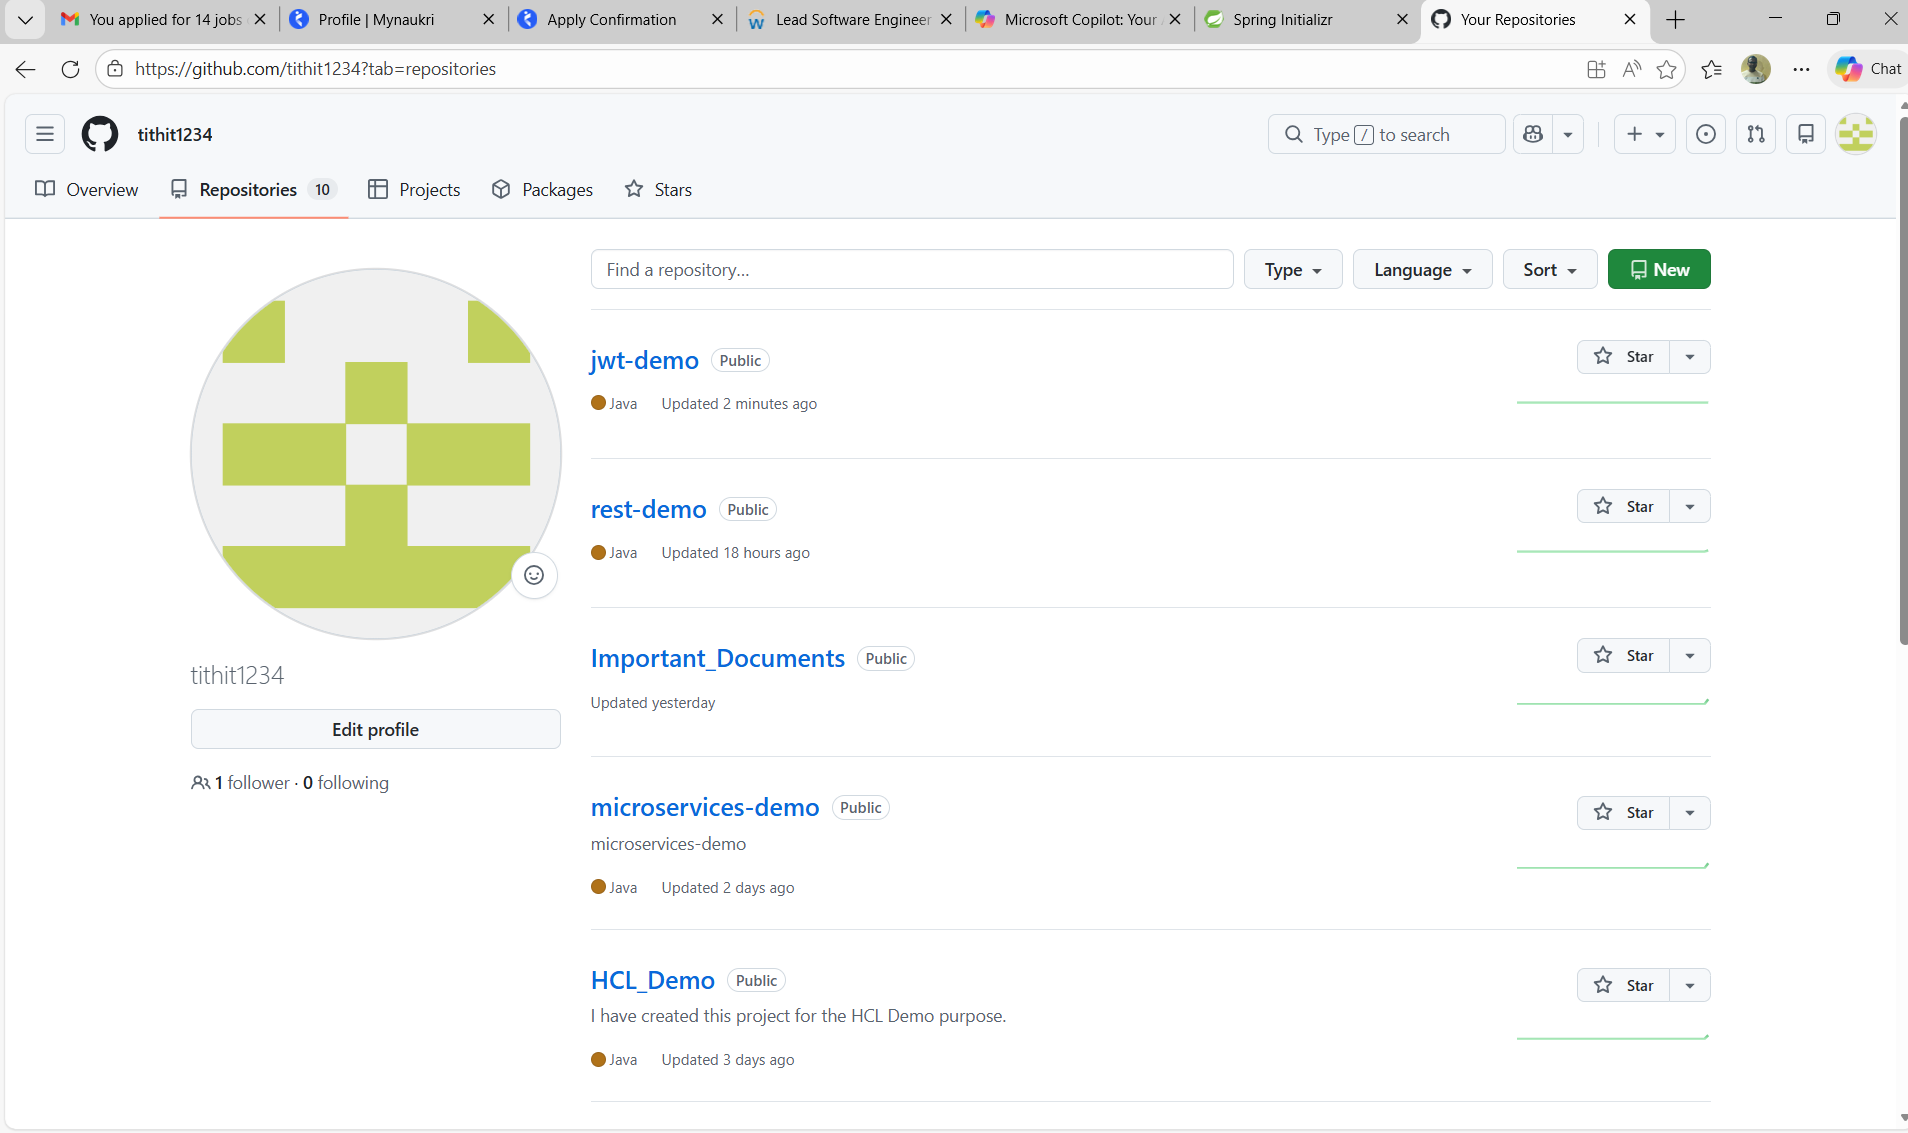 You applied for 14 jobs
Profile | Mynaukri
Apply Confirmation
Lead Software Engineer
Microsoft Copilot: Your
Spring Initializr
Your Repositories
https://github.com/tithit1234?tab=repositories
Chat
tithit1234
Type / to search
Overview
Repositories 10
Projects
Packages
Stars
Find a repository...
Type
Language
Sort
New
jwt-demo Public
Star
Java Updated 2 minutes ago
rest-demo Public
Star
Java Updated 18 hours ago
Important_Documents Public
Star
Updated yesterday
tithit1234
Edit profile
1 follower · 0 following
microservices-demo Public
Star
microservices-demo
Java Updated 2 days ago
HCL_Demo Public
Star
I have created this project for the HCL Demo purpose.
Java Updated 3 days ago